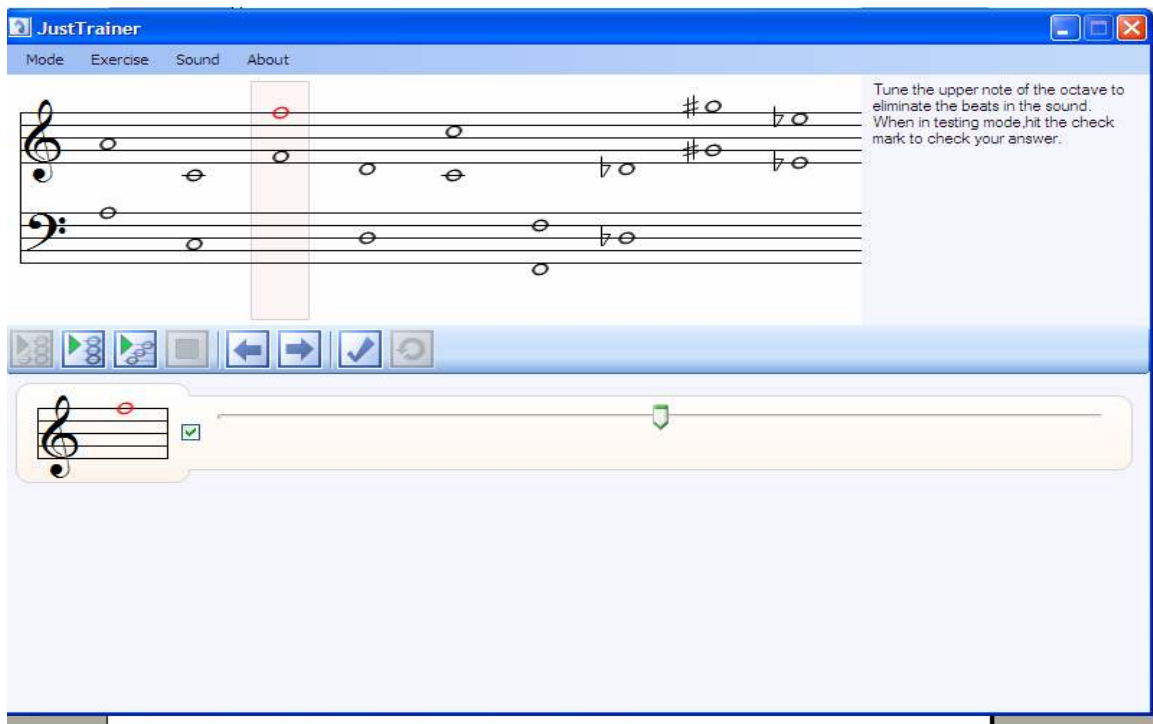 JustTrainer
Mode Exercise Sound About
Tune the upper note of the octave to
eliminate the beats in the sound.
When in testing mode,hit the check
mark to check your answer.